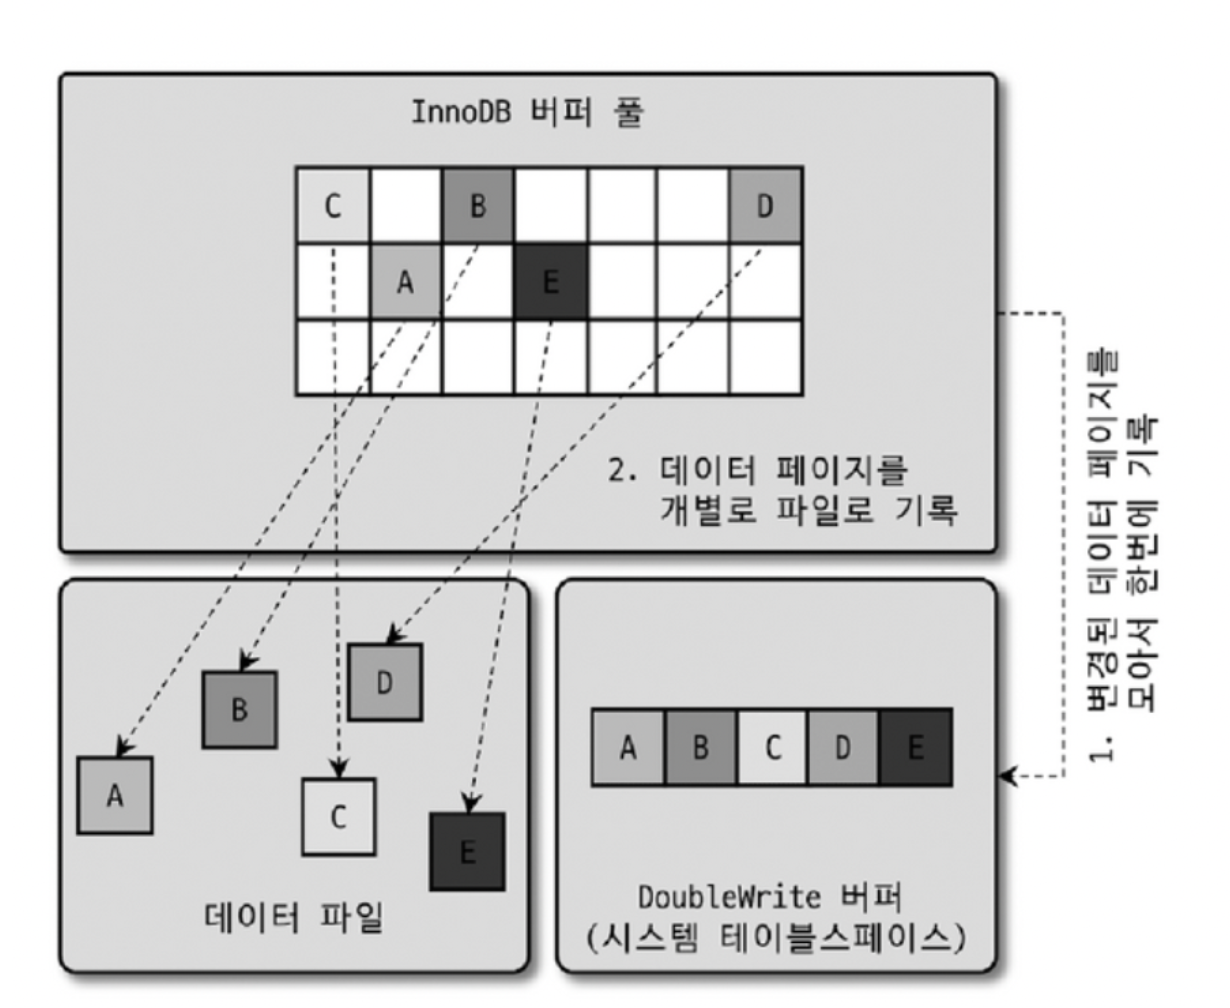 InnoDB 버퍼 풀
C
B
D
A
E
2. 데이터 페이지를
개별로 파일로 기록
1. 변경된 데이터 페이지를
모아서 한번에 기록
D
B
A
C
E
데이터 파일
A B C D E
DoubleWrite 버퍼
(시스템 테이블스페이스)